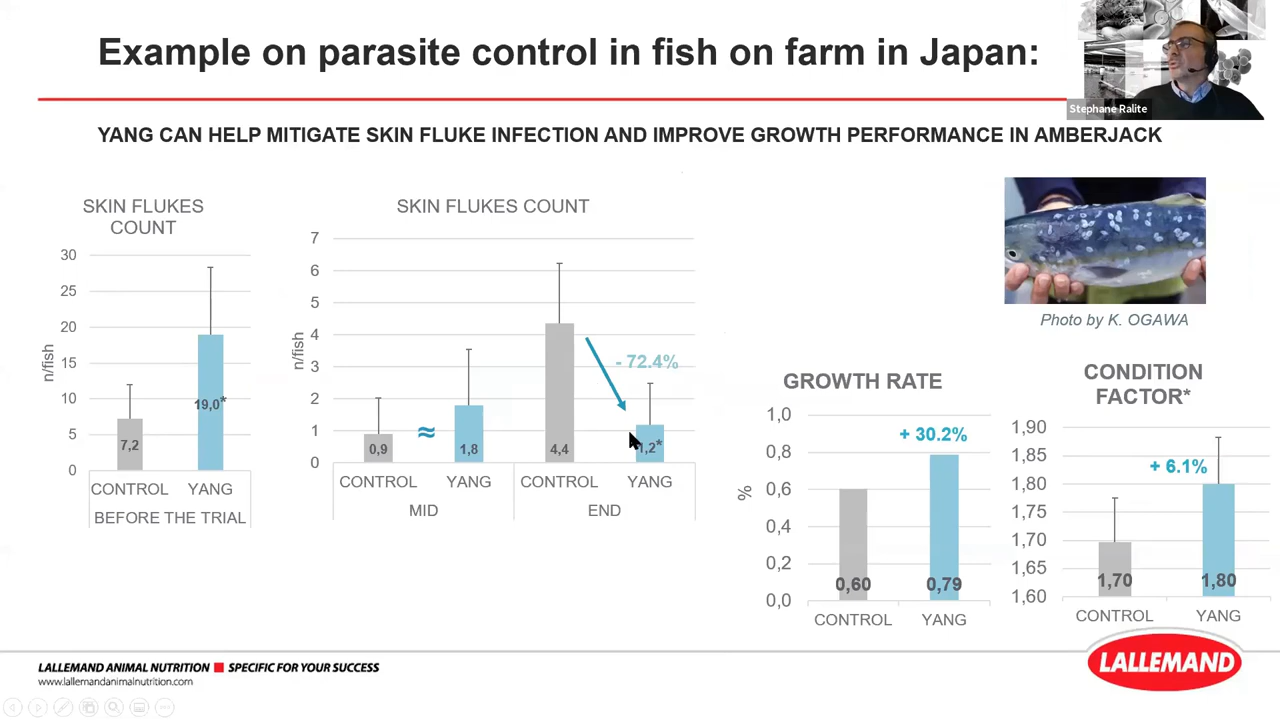 Example on parasite control in fish on farm in Japan:
Stephane Ralite
YANG CAN HELP MITIGATE SKIN FLUKE INFECTION AND IMPROVE GROWTH PERFORMANCE IN AMBERJACK
SKIN FLUKES
COUNT
30
25
20
15
10
5
0
n/fish
7,2
19,0*
CONTROL YANG
BEFORE THE TRIAL
SKIN FLUKES COUNT
7
6
5
4
3
2
1
0
n/fish
- 72.4%
≈
0,9
1,8
4,4
1,2*
CONTROL YANG CONTROL YANG
MID END
Photo by K. OGAWA
GROWTH RATE
1,0
0,8
0,6
0,4
0,2
0,0
%
+ 30.2%
0,60
0,79
CONTROL YANG
CONDITION
FACTOR*
1,90
1,85
1,80
1,75
1,70
1,65
1,60
+ 6.1%
1,70
1,80
CONTROL YANG
LALLEMAND ANIMAL NUTRITION SPECIFIC FOR YOUR SUCCESS
www.lallemandanimalnutrition.com
LALLEMAND